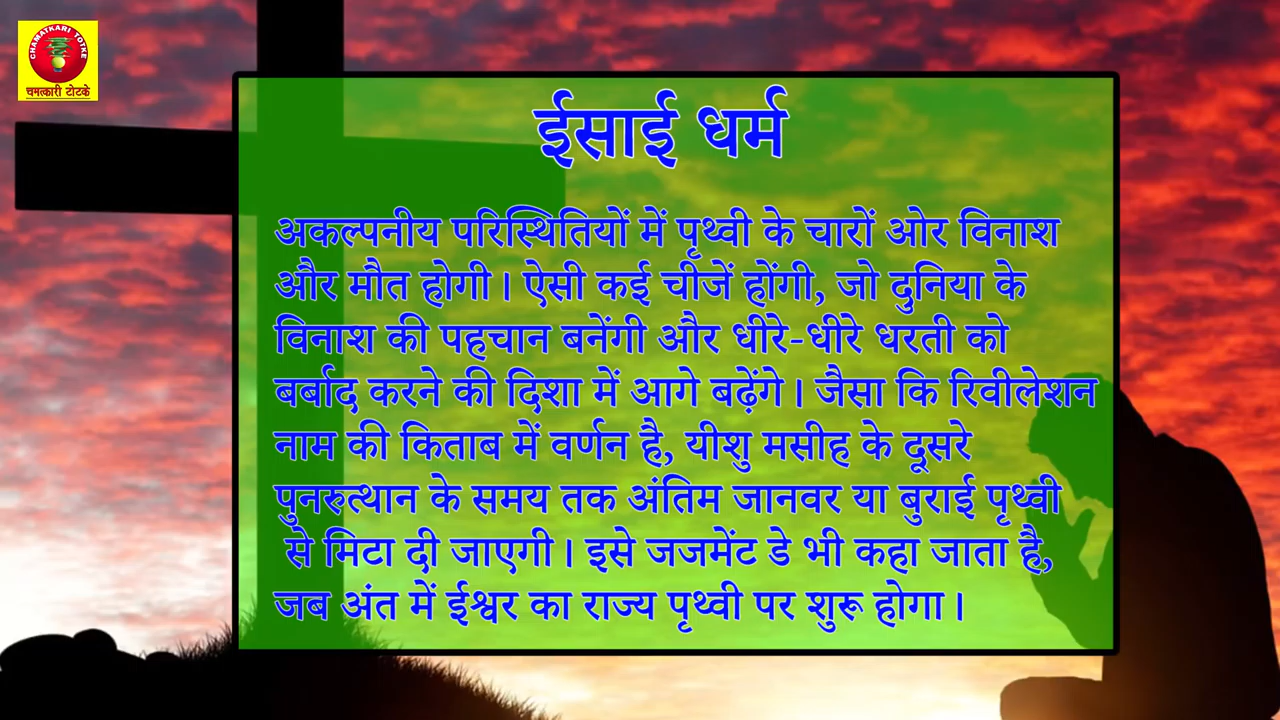 CHAMATKARI TOTKE
चमत्कारी टोटके
ईसाई धर्म
अकल्पनीय परिस्थितियों में पृथ्वी के चारों ओर विनाश
और मौत होगी। ऐसी कई चीजें होंगी, जो दुनिया के
विनाश की पहचान बनेंगी और धीरे-धीरे धरती को
बर्बाद करने की दिशा में आगे बढ़ेंगे। जैसा कि रिवीलेशन
नाम की किताब में वर्णन है, यीशु मसीह के दूसरे
पुनरुत्थान के समय तक अंतिम जानवर या बुराई पृथ्वी
से मिटा दी जाएगी। इसे जजमेंट डे भी कहा जाता है,
जब अंत में ईश्वर का राज्य पृथ्वी पर शुरू होगा।